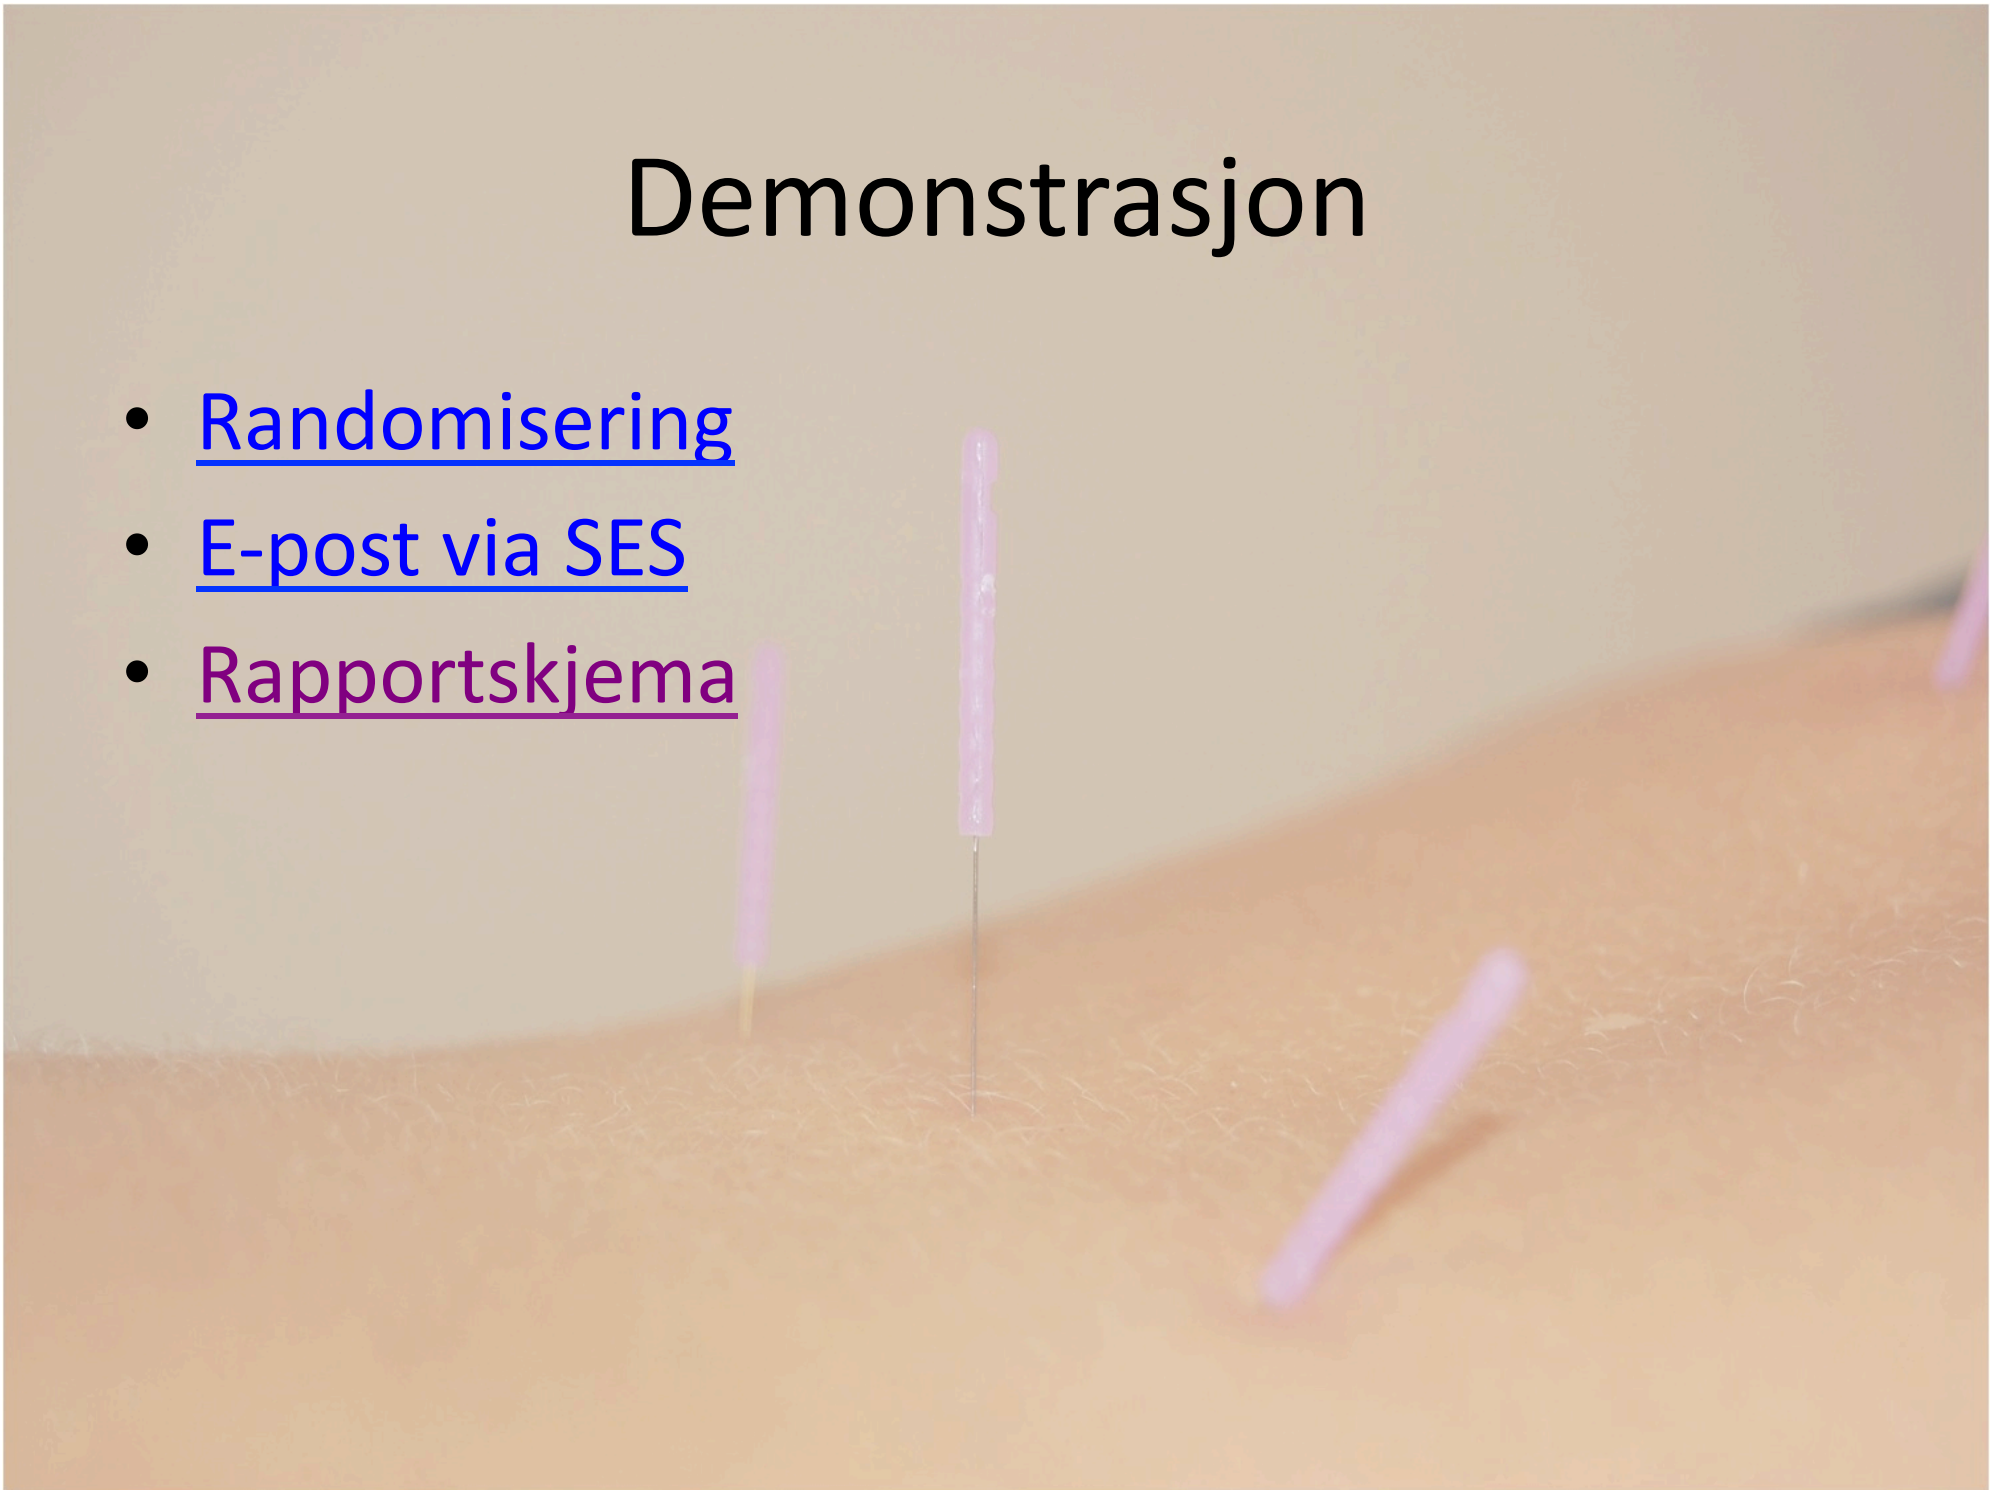 Demonstrasjon
• Randomisering
• E-post via SES
• Rapportskjema